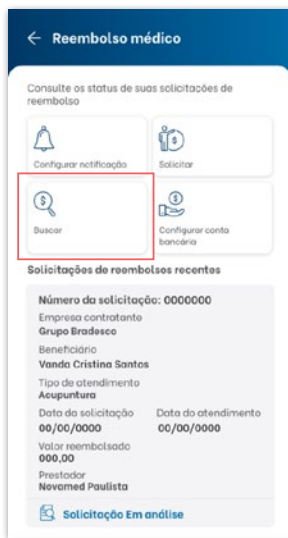 Reembolso médico
Consulte os status de suas solicitações de
reembolso
Configurar notificação
Solicitar
Buscar
Configurar conta
bancária
Solicitações de reembolsos recentes
Número da solicitação: 0000000
Empresa contratante
Grupo Bradesco
Beneficiário
Vanda Cristina Santos
Tipo de atendimento
Acupuntura
Data da solicitação Data do atendimento
00/00/0000 00/00/0000
Valor reembolsado
000,00
Prestador
Novamed Paulista
Solicitação Em análise